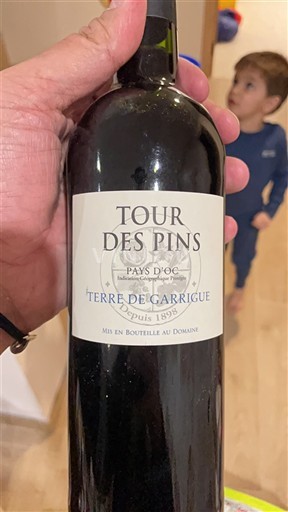 TOUR
DES PINS
PAYS D'OC
Indication Géographique Protégée
TERRE DE GARRIGUE
Depuis 1898
MIS EN BOUTEILLE AU DOMAINE